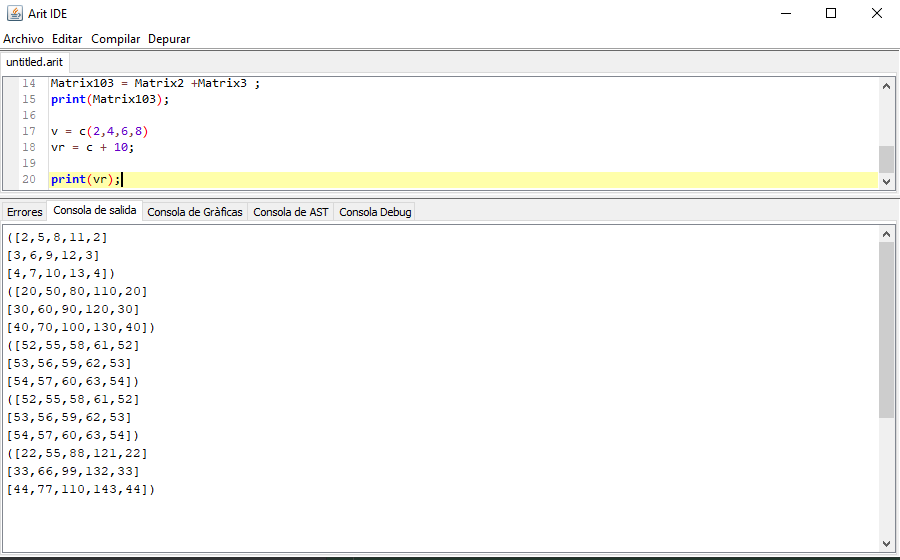 Arit IDE
Archivo Editar Compilar Depurar
untitled.arit
14 Matrix103 = Matrix2 +Matrix3 ;
15 print(Matrix103);
16
17 v = c(2,4,6,8)
18 vr = c + 10;
19
20 print(vr);
Errores Consola de salida Consola de Gràficas Consola de AST Consola Debug
([2,5,8,11,2]
[3,6,9,12,3]
[4,7,10,13,4])
([20,50,80,110,20]
[30,60,90,120,30]
[40,70,100,130,40])
([52,55,58,61,52]
[53,56,59,62,53]
[54,57,60,63,54])
([52,55,58,61,52]
[53,56,59,62,53]
[54,57,60,63,54])
([22,55,88,121,22]
[33,66,99,132,33]
[44,77,110,143,44])